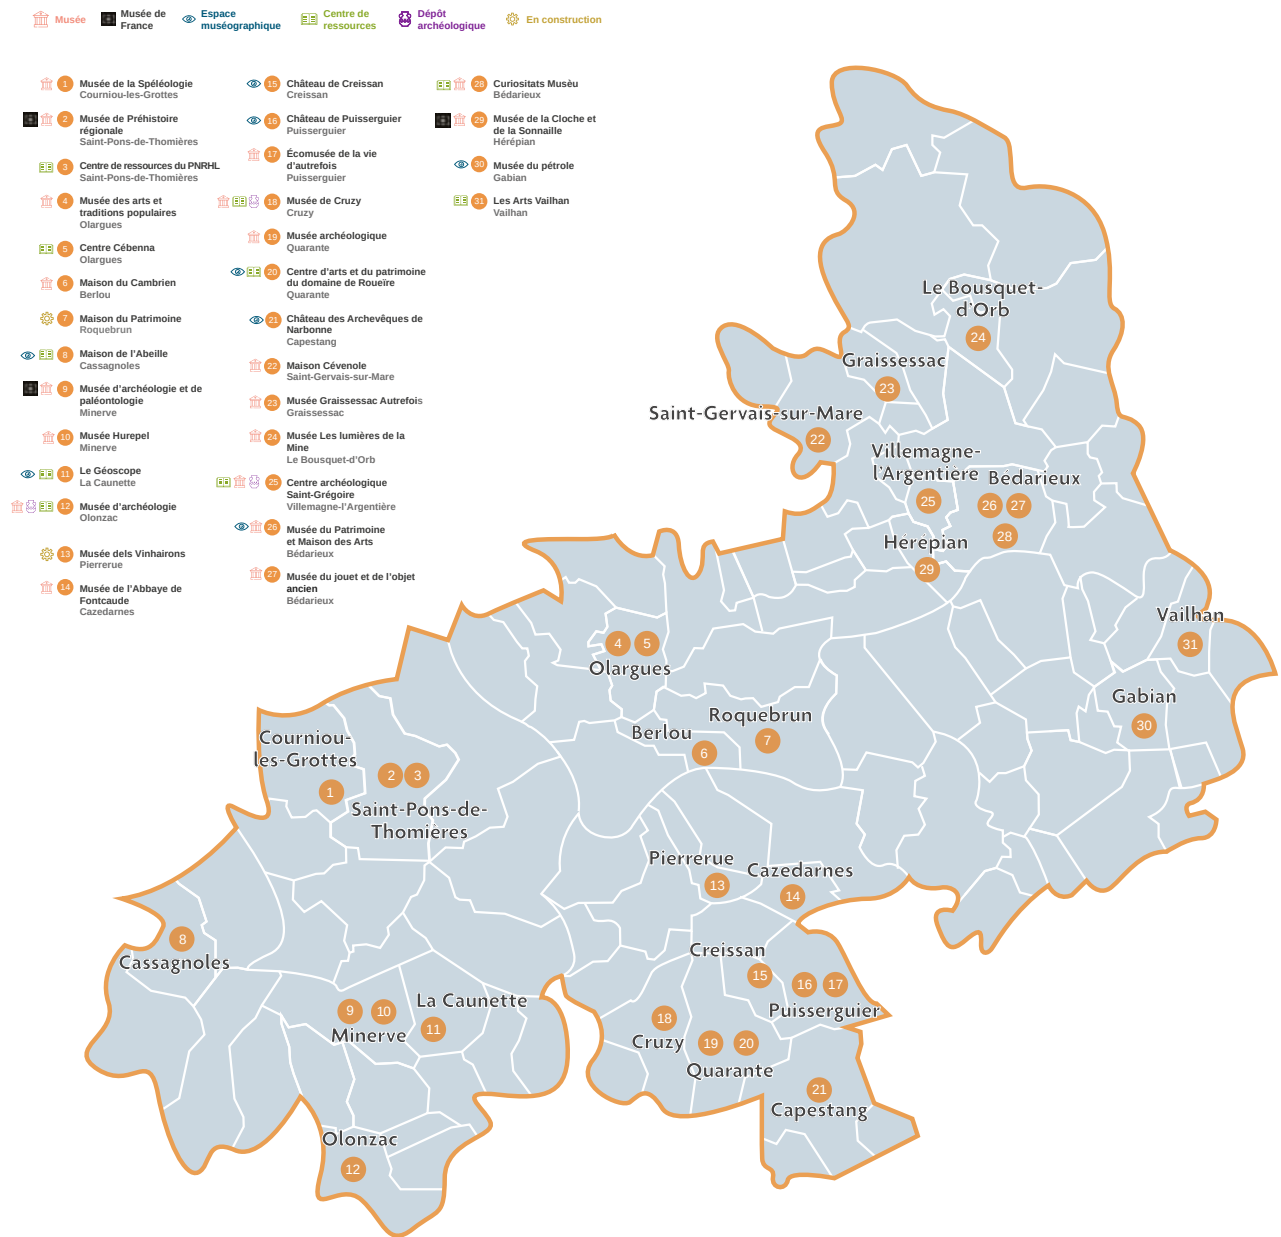 Musée
Musée de
France
Espace
muséographique
Centre de
ressources
Dépôt
archéologique
En construction
1 Musée de la Spéléologie
Courniou-les-Grottes
2 Musée de Préhistoire
régionale
Saint-Pons-de-Thomières
3 Centre de ressources du PNRHL
Saint-Pons-de-Thomières
4 Musée des arts et
traditions populaires
Olargues
5 Centre Cébenna
Olargues
6 Maison du Cambrien
Berlou
7 Maison du Patrimoine
Roquebrun
8 Maison de l'Abeille
Cassagnoles
9 Musée d'archéologie et de
paléontologie
Minerve
10 Musée Hurepel
Minerve
11 Le Géoscope
La Caunette
12 Musée d'archéologie
Olonzac
13 Musée dels Vinhairons
Pierrerue
14 Musée de l'Abbaye de
Fontcaude
Cazedarnes
15 Château de Creissan
Creissan
16 Château de Puisserguier
Puisserguier
17 Écomusée de la vie
d'autrefois
Puisserguier
18 Musée de Cruzy
Cruzy
19 Musée archéologique
Quarante
20 Centre d'arts et du patrimoine
du domaine de Roueïre
Quarante
21 Château des Archevêques de
Narbonne
Capestang
22 Maison Cévenole
Saint-Gervais-sur-Mare
23 Musée Graissessac Autrefois
Graissessac
24 Musée Les lumières de la
Mine
Le Bousquet-d'Orb
25 Centre archéologique
Saint-Grégoire
Villemagne-l'Argentière
26 Musée du Patrimoine
et Maison des Arts
Bédarieux
27 Musée du jouet et de l'objet
ancien
Bédarieux
28 Curiositats Musèu
Bédarieux
29 Musée de la Cloche et
de la Sonnaille
Hérépian
30 Musée du pétrole
Gabian
31 Les Arts Vailhan
Vailhan
Le Bousquet-
d'Orb
24
Graissessac
23
Saint-Gervais-sur-Mare
22
Villemagne-
l'Argentière
25
Bédarieux
26 27
28
Hérépian
29
Vailhan
31
Gabian
30
4 5
Olargues
Roquebrun
7
Berlou
6
Courniou-
les-Grottes
1
2 3
Saint-Pons-de-
Thomières
Pierrerue
13
Cazedarnes
14
8
Cassagnoles
Creissan
15
16 17
Puisserguier
La Caunette
11
9 10
Minerve
18
Cruzy
19 20
Quarante
21
Capestang
Olonzac
12